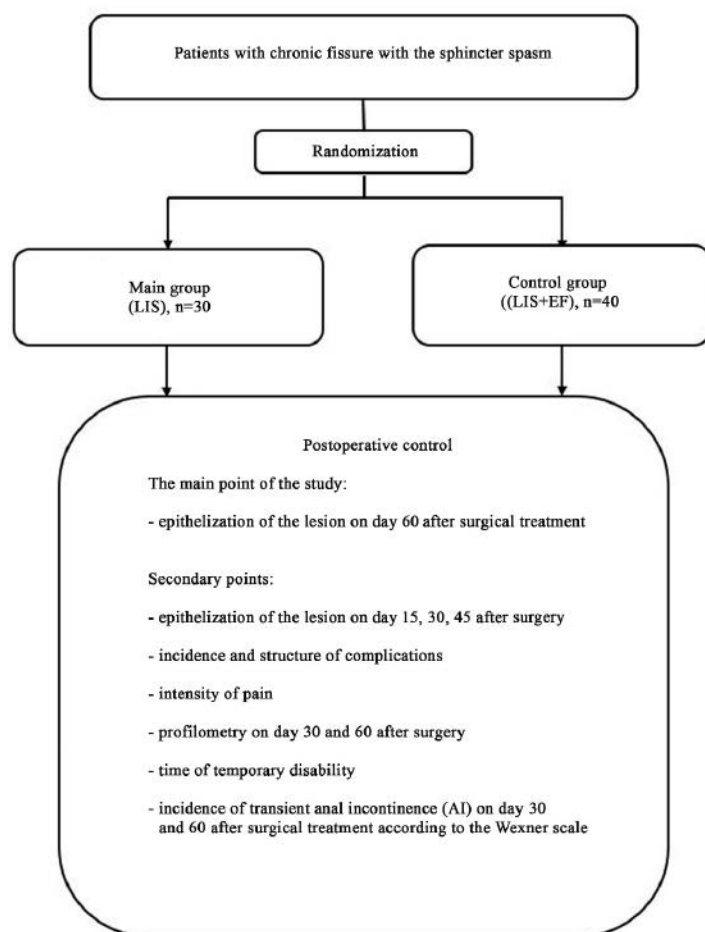 Patients with chronic fissure with the sphincter spasm
Randomization
Main group
(LIS), n=30
Control group
((LIS+EF), n=40
Postoperative control
The main point of the study:
- epithelization of the lesion on day 60 after surgical treatment
Secondary points:
- epithelization of the lesion on day 15, 30, 45 after surgery
- incidence and structure of complications
- intensity of pain
- profilometry on day 30 and 60 after surgery
- time of temporary disability
- incidence of transient anal incontinence (AI) on day 30
and 60 after surgical treatment according to the Wexner scale